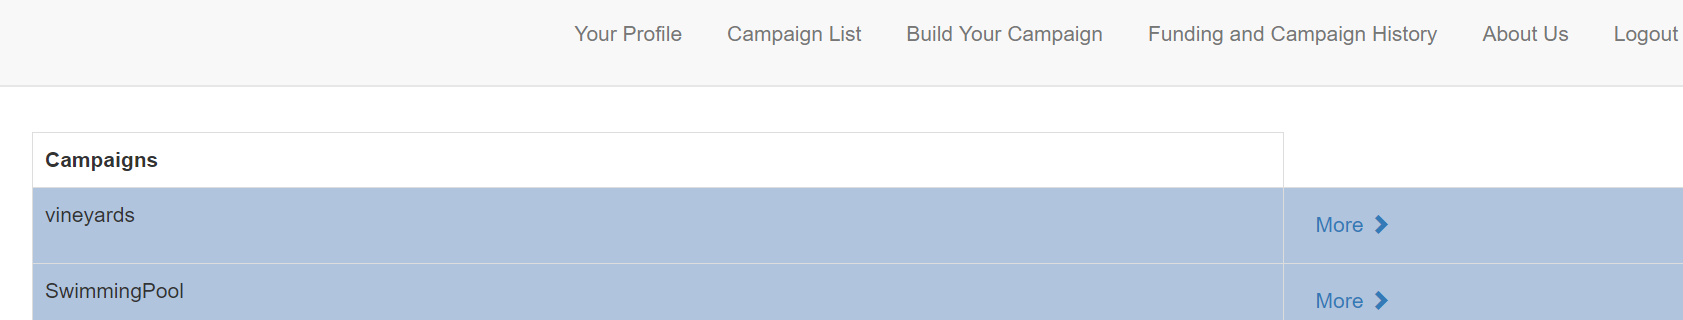 Your Profile Campaign List Build Your Campaign Funding and Campaign History About Us Logout
Campaigns
vineyards More
SwimmingPool More